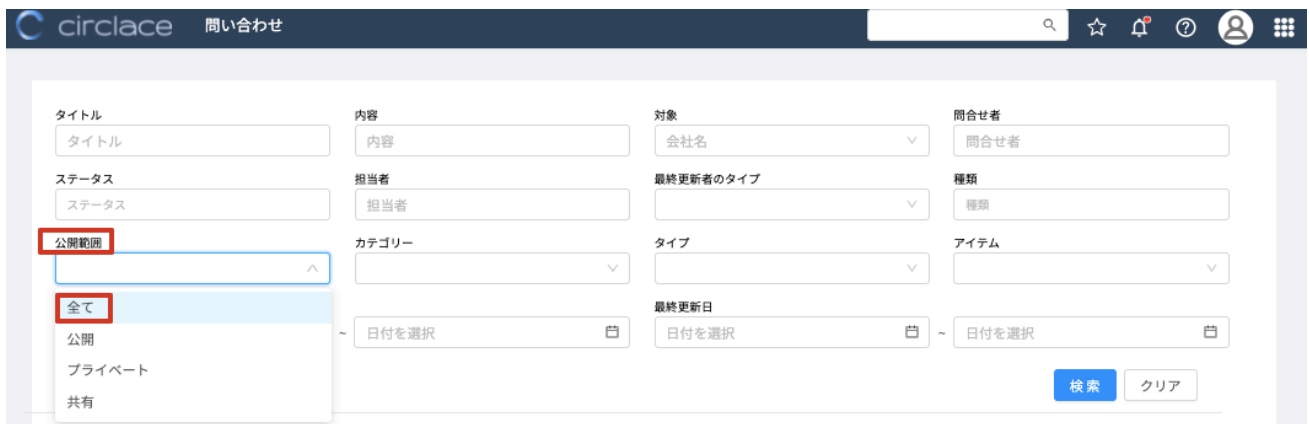 circlace 問い合わせ
タイトル 内容 対象 問合せ者
タイトル 内容 会社名 問合せ者
ステータス 担当者 最終更新者のタイプ 種類
ステータス 担当者 種類
公開範囲 カテゴリー タイプ アイテム
全て 最終更新日
~ 日付を選択 日付を選択 ~ 日付を選択
公開
プライベート
検索 クリア
共有